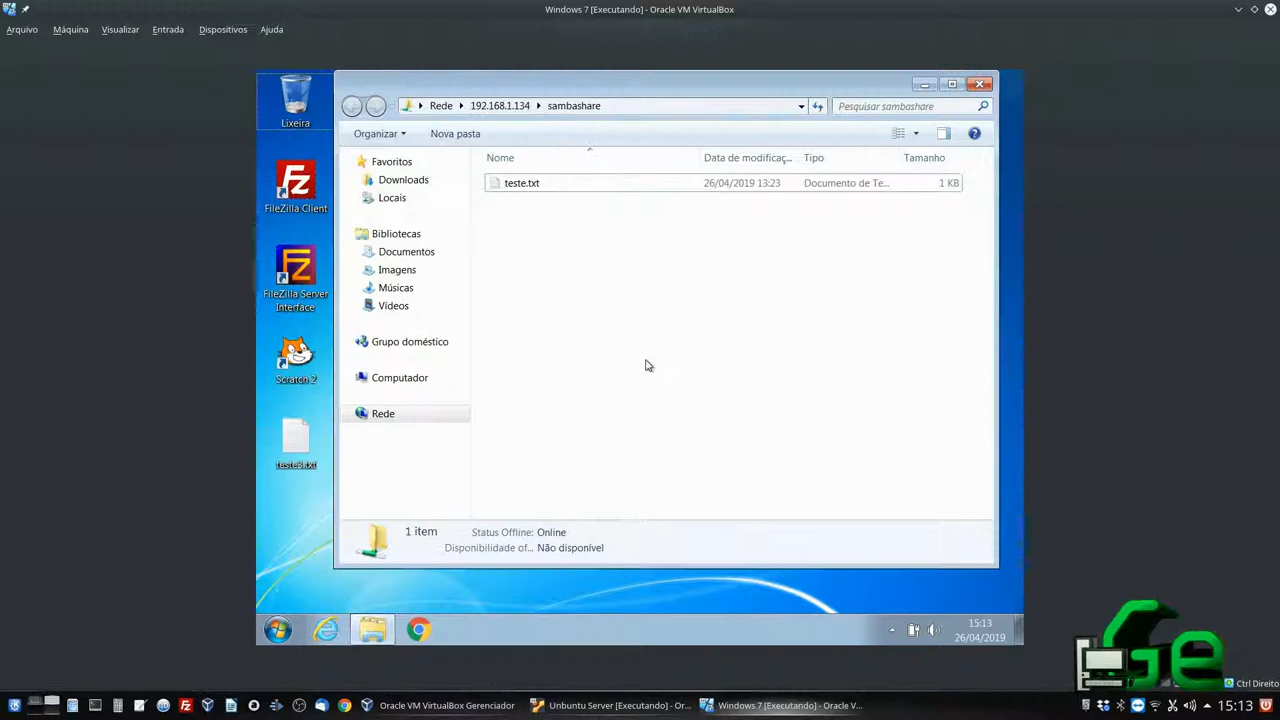 Windows 7 [Executando] - Oracle VM VirtualBox
Arquivo Máquina Visualizar Entrada Dispositivos Ajuda
Lixeira
FileZilla Client
FileZilla Server
Interface
Scratch 2
teste3.txt
Rede 192.168.1.134 sambashare
Pesquisar sambashare
Organizar Nova pasta
Nome Data de modificaç... Tipo Tamanho
teste.txt 26/04/2019 13:23 Documento de Te... 1 KB
Favoritos
Downloads
Locais
Bibliotecas
Documentos
Imagens
Músicas
Vídeos
Grupo doméstico
Computador
Rede
1 item Status Offline: Online
Disponibilidade of... Não disponível
15:13
26/04/2019
Ge
Ctrl Direito
Oracle VM VirtualBox Gerenciador
Unbuntu Server [Executando] - Or...
Windows 7 [Executando] - Oracle V...
15:13